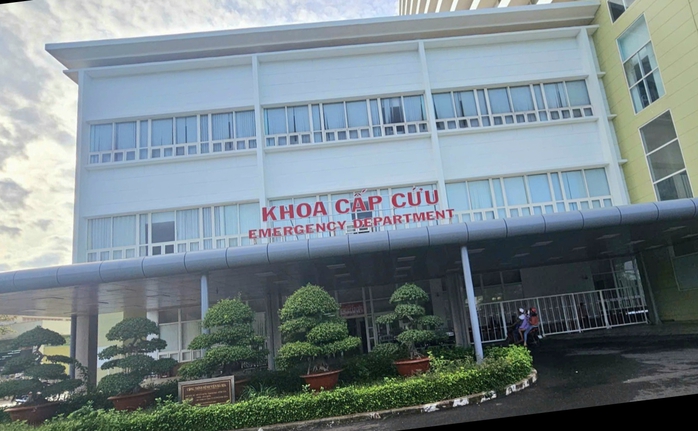 KHOA CẤP CỨU
EMERGENCY DEPARTMENT